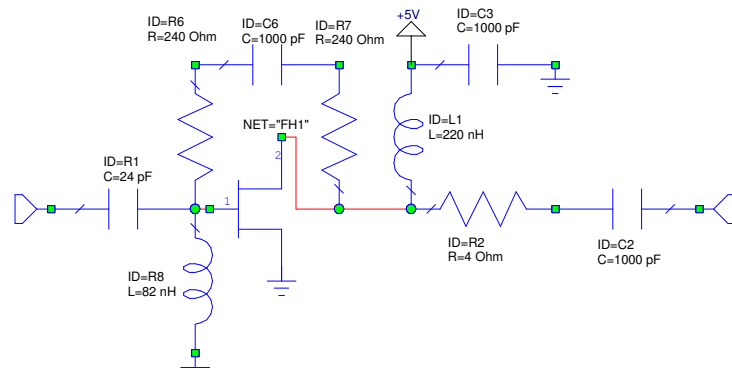 ID=R6
R=240 Ohm
ID=C6
C=1000 pF
ID=R7
R=240 Ohm
+5V
ID=C3
C=1000 pF
NET="FH1"
ID=L1
L=220 nH
2
ID=R1
C=24 pF
1
ID=R2
R=4 Ohm
ID=C2
C=1000 pF
ID=R8
L=82 nH